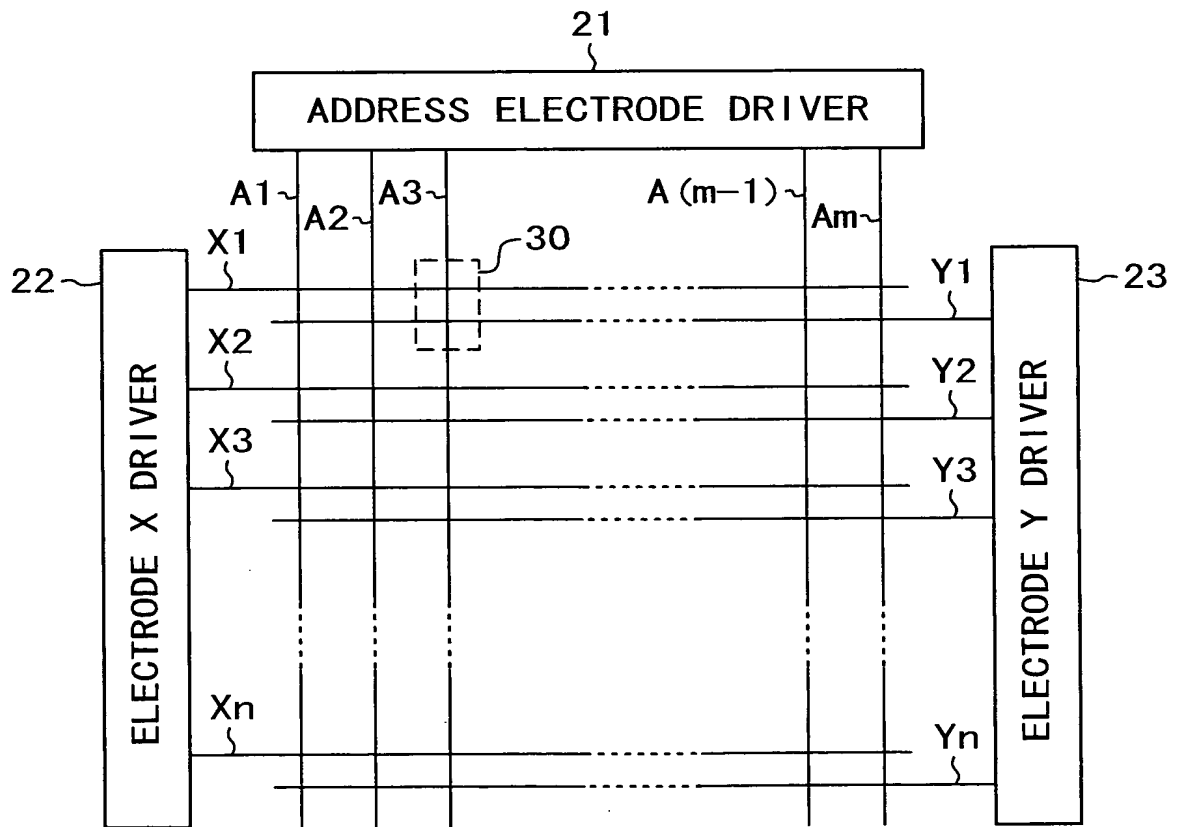 21
ADDRESS ELECTRODE DRIVER
A1
A2
A3
A(m-1)
Am
30
22
X1
Y1
23
X2
Y2
X3
Y3
ELECTRODE X DRIVER
ELECTRODE Y DRIVER
Xn
Yn